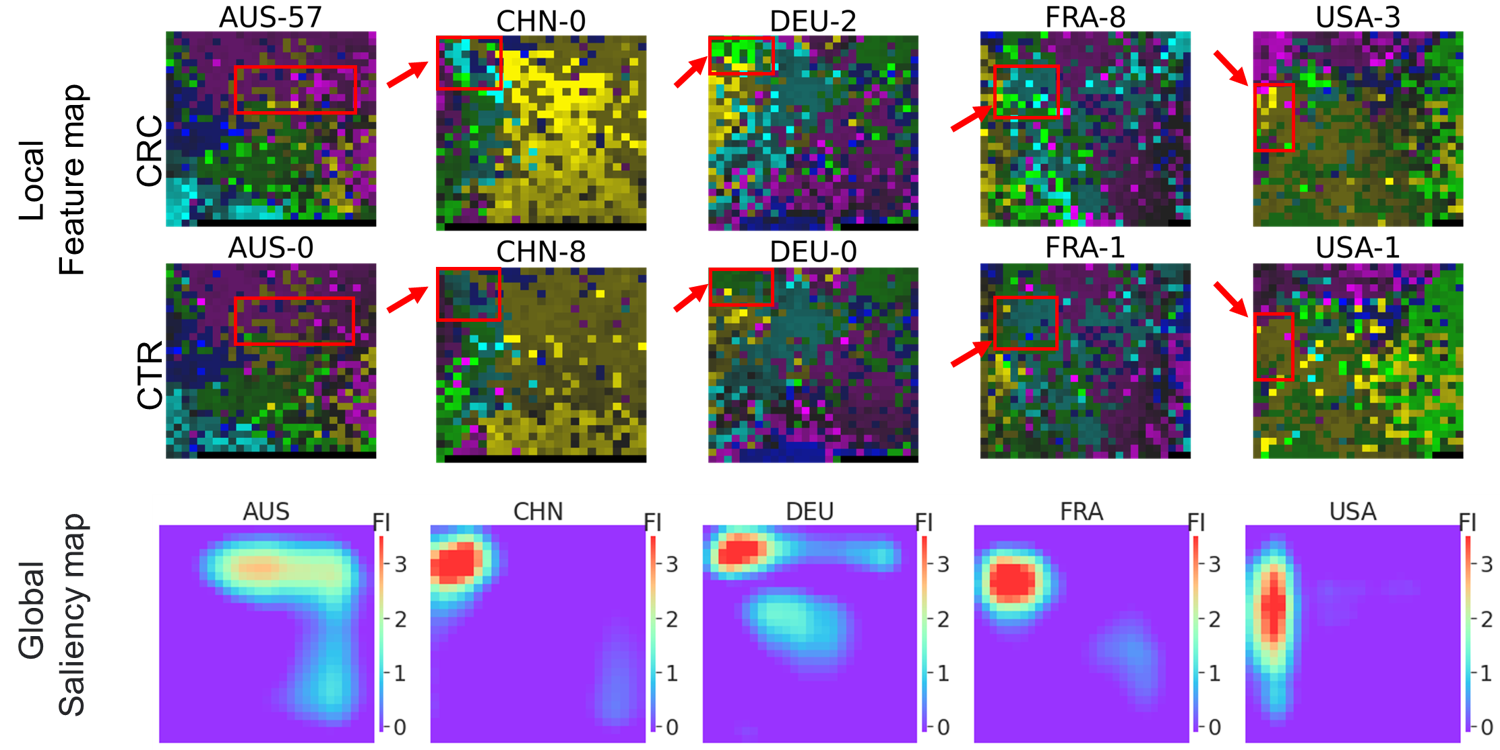 AUS-57 CHN-0 DEU-2 FRA-8 USA-3
Local
Feature map
CRC
AUS-0 CHN-8 DEU-0 FRA-1 USA-1
CTR
Global
Saliency map
AUS CHN DEU FRA USA
FI FI FI FI FI
3 3 3 3 3
2 2 2 2 2
1 1 1 1 1
0 0 0 0 0